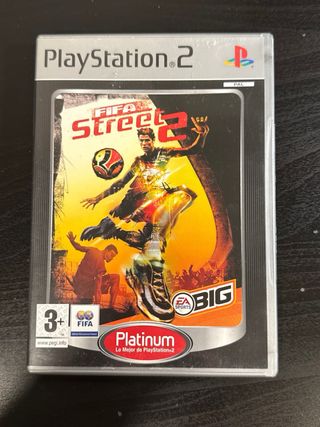 PlayStation®2
PAL
FIFA
Street 2
EA
SPORTS
BIG
3+
www.pegi.info
FIFA
Platinum
Lo Mejor de PlayStation®2